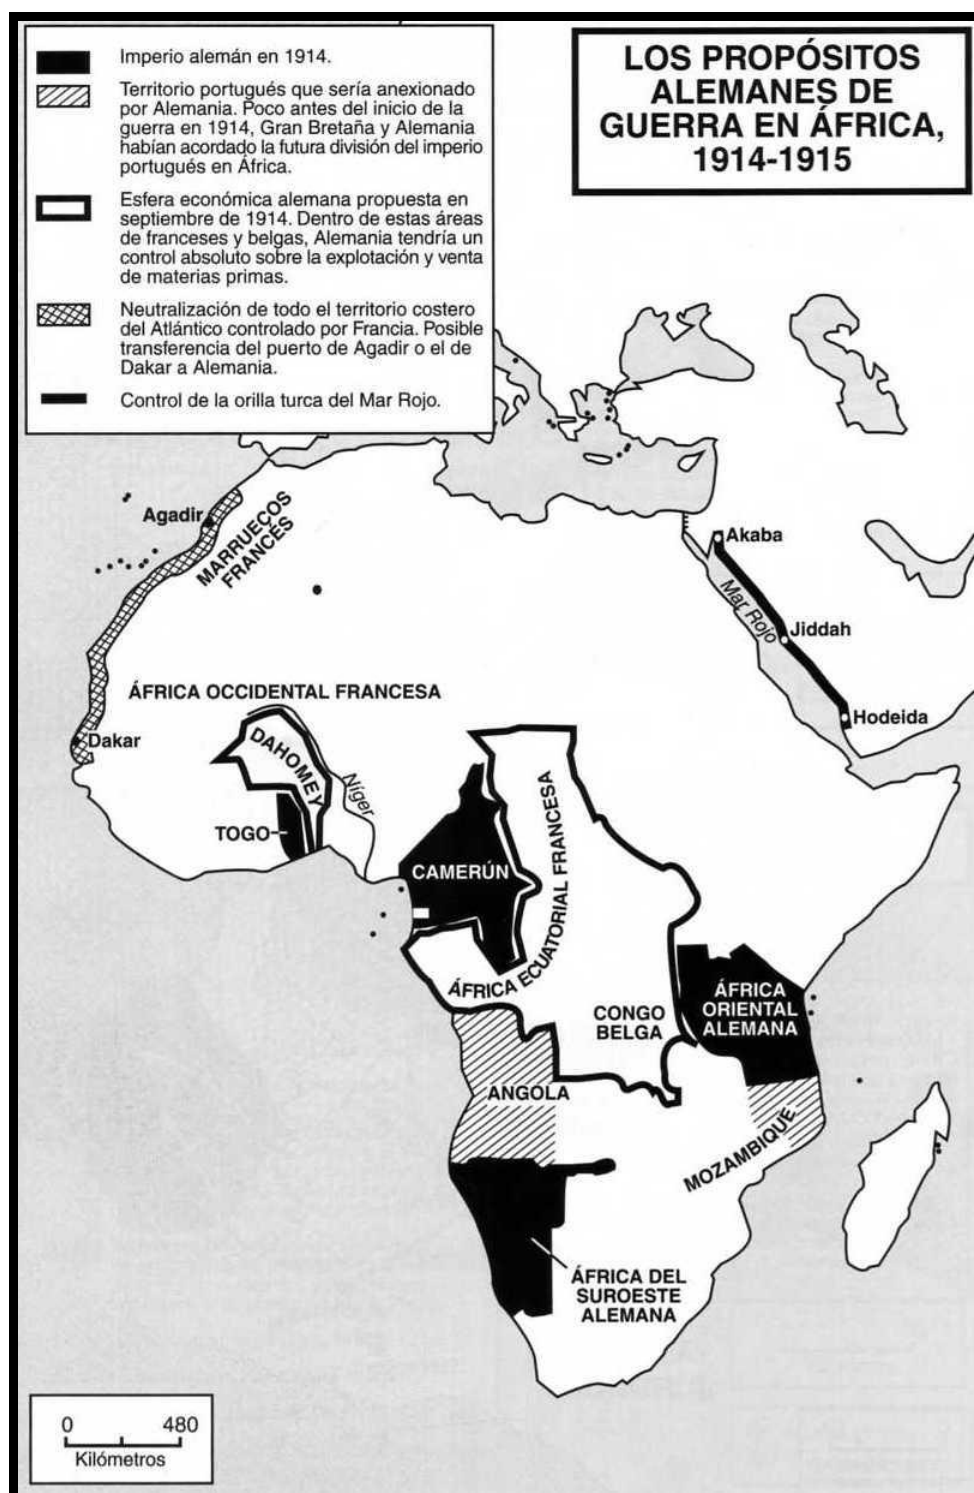 Imperio alemán en 1914.
Territorio portugués que sería anexionado
por Alemania. Poco antes del inicio de la
guerra en 1914, Gran Bretaña y Alemania
habían acordado la futura división del imperio
portugués en África.
Esfera económica alemana propuesta en
septiembre de 1914. Dentro de estas áreas
de franceses y belgas, Alemania tendría un
control absoluto sobre la explotación y venta
de materias primas.
Neutralización de todo el territorio costero
del Atlántico controlado por Francia. Posible
transferencia del puerto de Agadir o el de
Dakar a Alemania.
Control de la orilla turca del Mar Rojo.
LOS PROPÓSITOS
ALEMANES DE
GUERRA EN ÁFRICA,
1914-1915
Agadir
MARRUECOS
FRANCÉS
Akaba
Mar Rojo
Jiddah
Hodeida
ÁFRICA OCCIDENTAL FRANCESA
Dakar
DAHOMEY
Níger
TOGO
CAMERÚN
ÁFRICA ECUATORIAL FRANCESA
CONGO
BELGA
ÁFRICA
ORIENTAL
ALEMANA
ANGOLA
MOZAMBIQUE
ÁFRICA DEL
SUROESTE
ALEMANA
0 480
Kilómetros